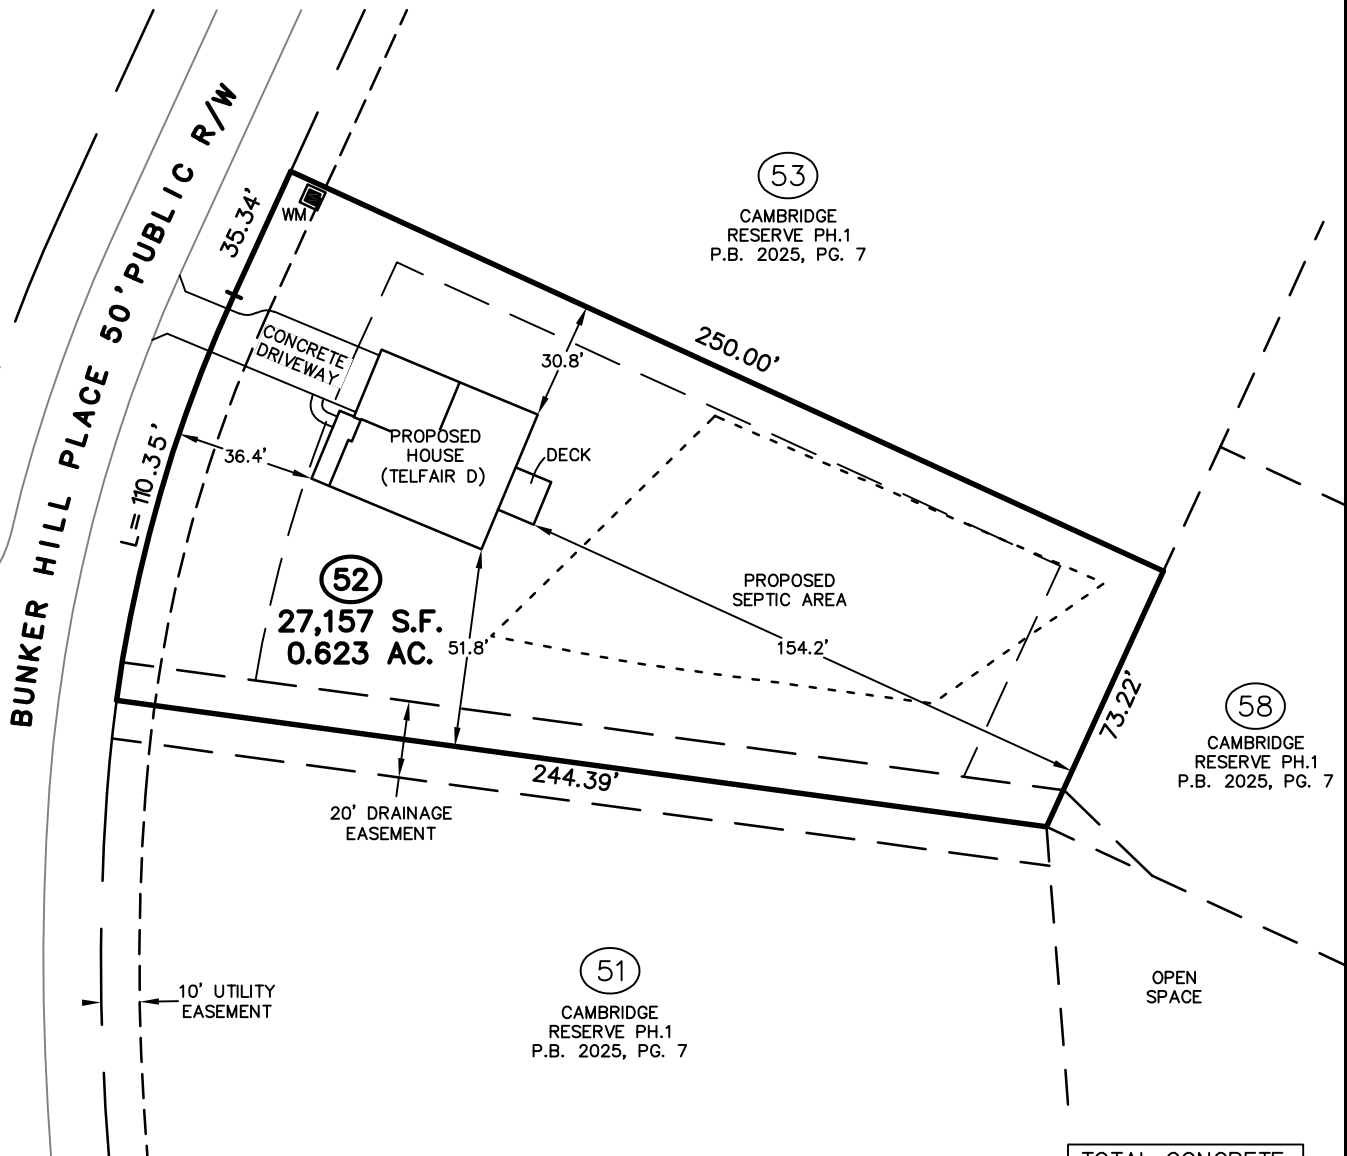 53
CAMBRIDGE
RESERVE PH.1
P.B. 2025, PG. 7
BUNKER HILL PLACE 50' PUBLIC R/W
35.34'
WM
250.00'
30.8'
CONCRETE
DRIVEWAY
PROPOSED
HOUSE
(TELFAIR D)
DECK
36.4'
L= 110.35'
52
27,157 S.F.
0.623 AC.
51.8'
PROPOSED
SEPTIC AREA
154.2'
73.22'
58
CAMBRIDGE
RESERVE PH.1
P.B. 2025, PG. 7
244.39'
20' DRAINAGE
EASEMENT
10' UTILITY
EASEMENT
51
CAMBRIDGE
RESERVE PH.1
P.B. 2025, PG. 7
OPEN
SPACE
TOTAL CONCRETE